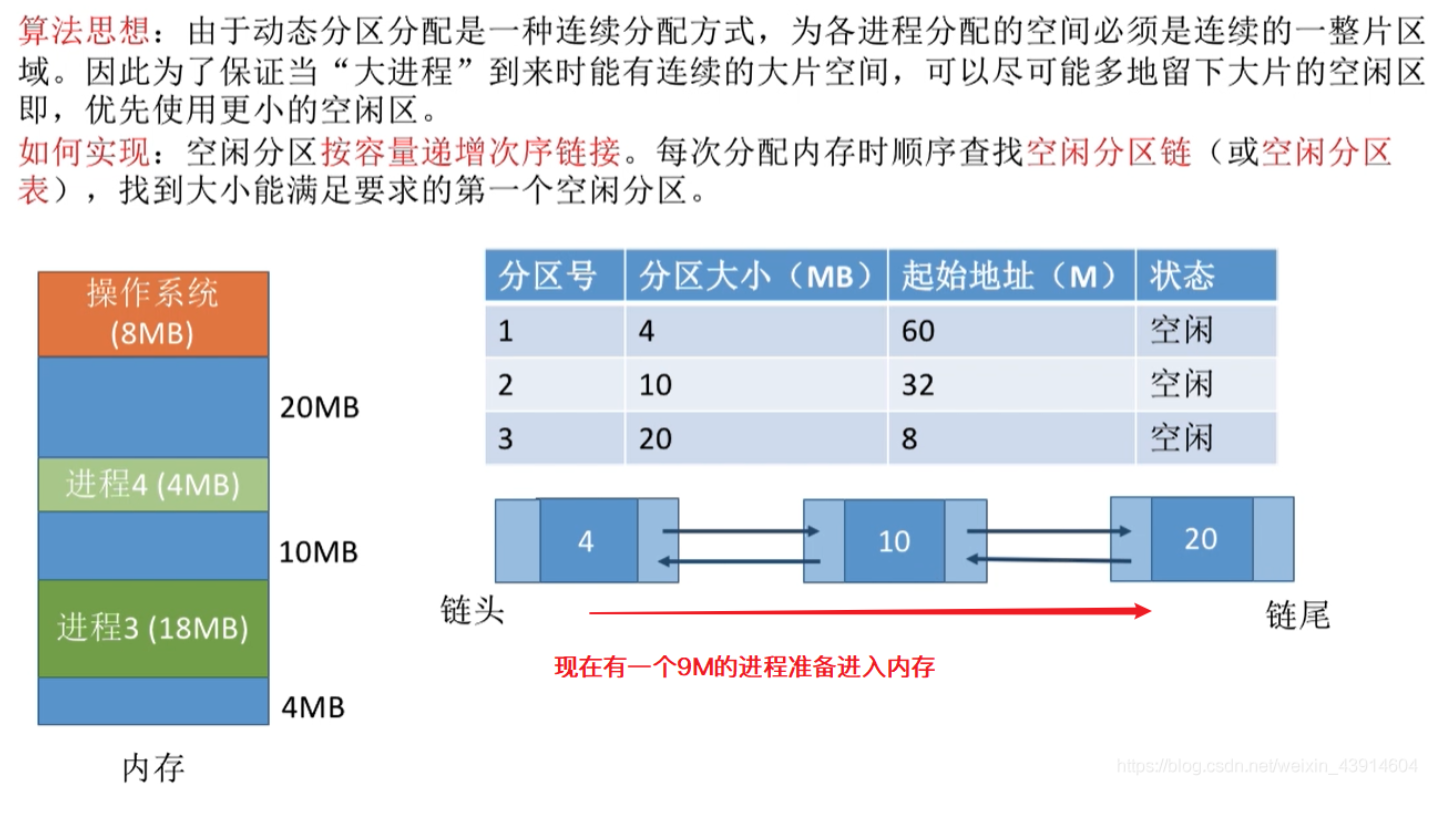 算法思想：由于动态分区分配是一种连续分配方式，为各进程分配的空间必须是连续的一整片区
域。因此为了保证当“大进程”到来时能有连续的大片空间，可以尽可能多地留下大片的空闲区
即，优先使用更小的空闲区。
如何实现：空闲分区按容量递增次序链接。每次分配内存时顺序查找空闲分区链（或空闲分区
表），找到大小能满足要求的第一个空闲分区。
操作系统
(8MB)
20MB
进程4 (4MB)
10MB
进程3 (18MB)
4MB
内存
分区号 分区大小（MB） 起始地址（M） 状态
1 4 60 空闲
2 10 32 空闲
3 20 8 空闲
4 10 20
链头 链尾
现在有一个9M的进程准备进入内存
https://blog.csdn.net/weixin_43914604